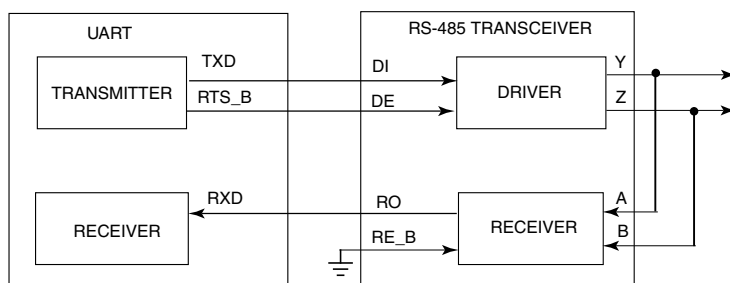 UART
RS-485 TRANSCEIVER
TXD
DI
Y
TRANSMITTER
DRIVER
RTS_B
DE
Z
RXD
RO
A
RECEIVER
RECEIVER
RE_B
B